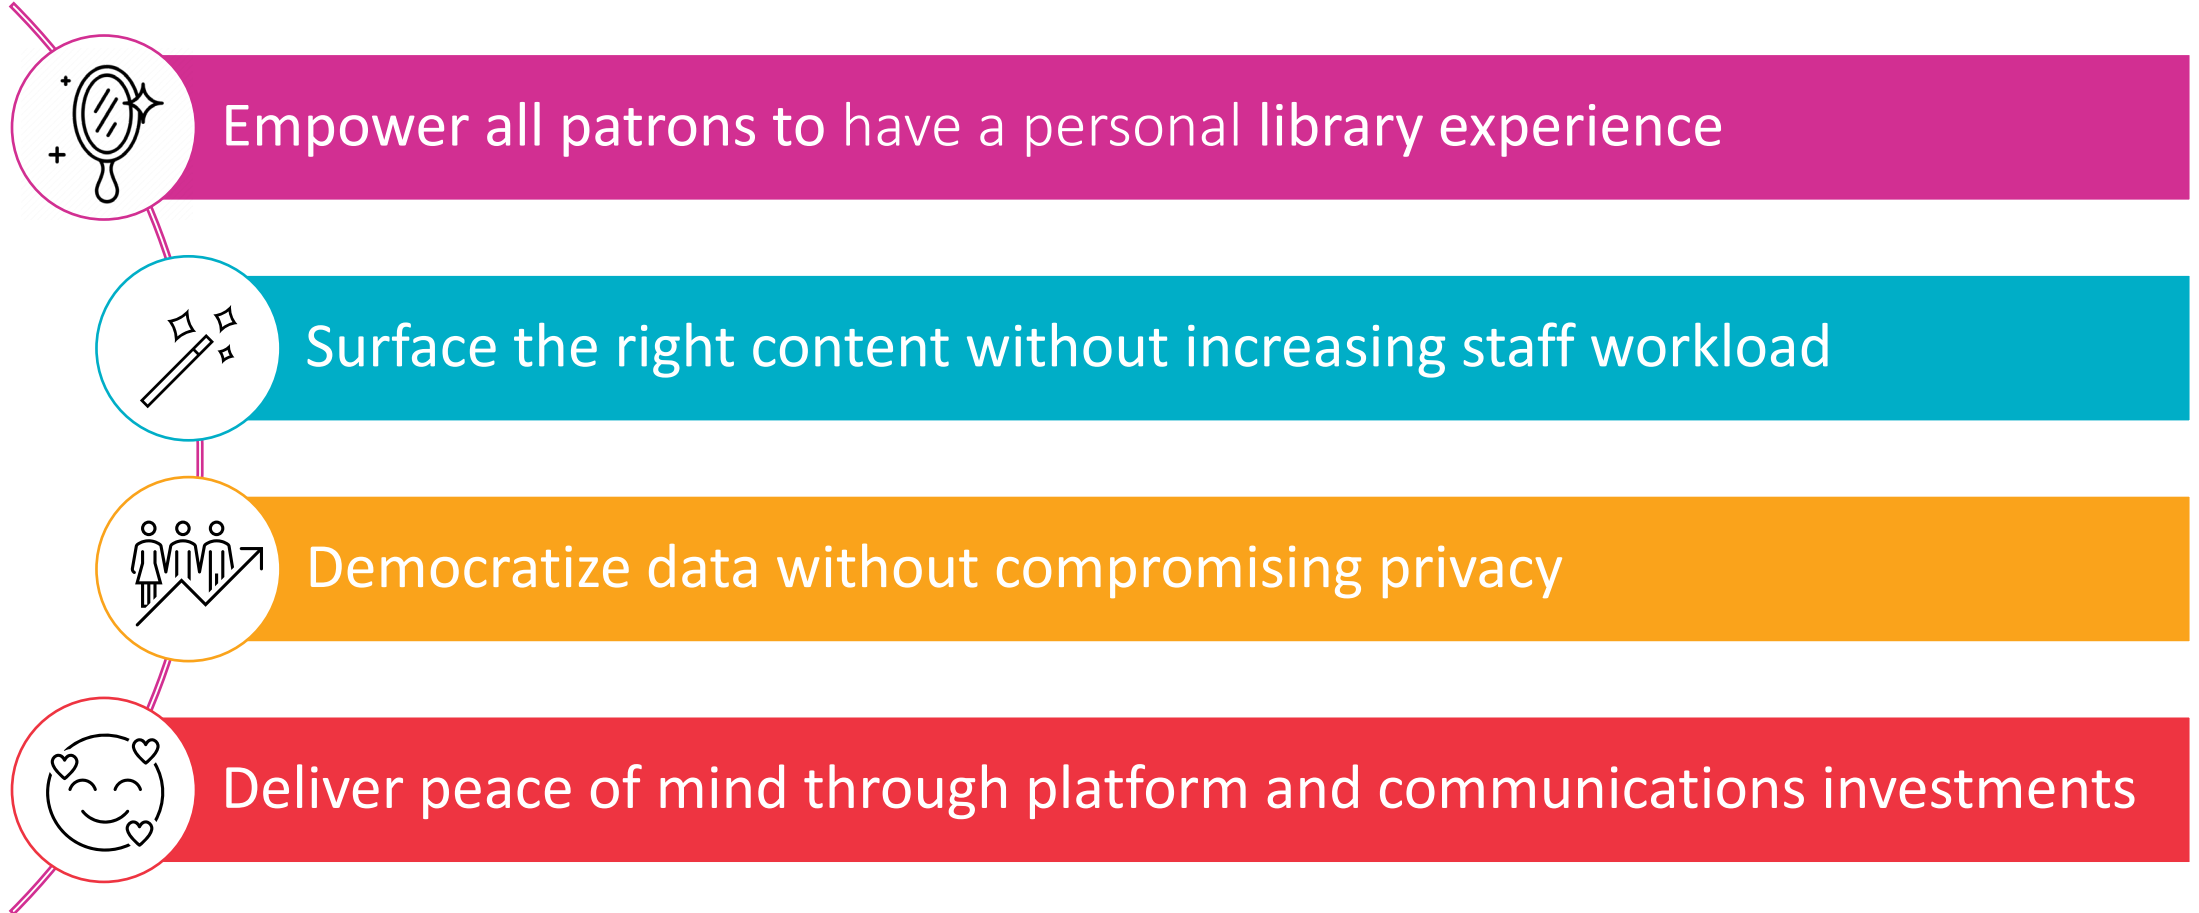 Empower all patrons to have a personal library experience
Surface the right content without increasing staff workload
Democratize data without compromising privacy
Deliver peace of mind through platform and communications investments